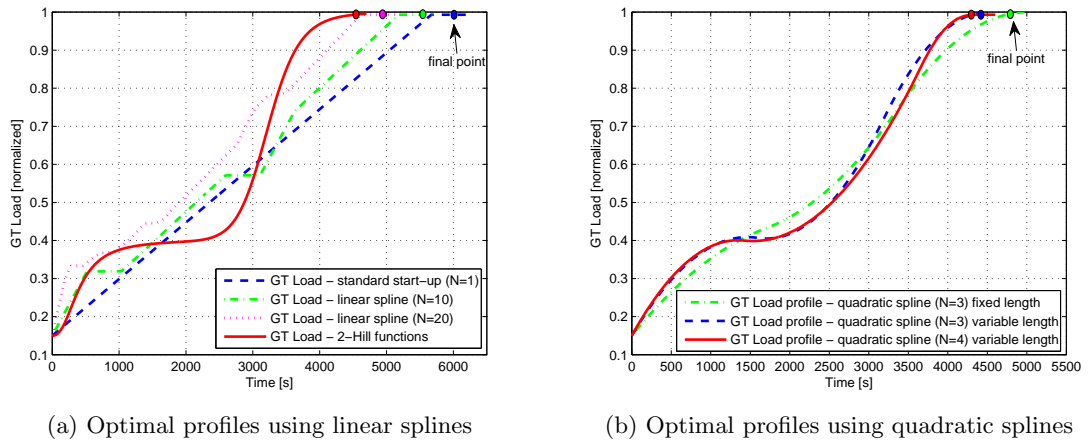 1
0.9
0.8
0.7
0.6
0.5
0.4
0.3
0.2
0.1
GT Load [normalized]
0 1000 2000 3000 4000 5000 6000
Time [s]
final point
GT Load – standard start–up (N=1)
GT Load – linear spline (N=10)
GT Load – linear spline (N=20)
GT Load – 2–Hill functions
(a) Optimal profiles using linear splines
1
0.9
0.8
0.7
0.6
0.5
0.4
0.3
0.2
0.1
GT Load [normalized]
0 500 1000 1500 2000 2500 3000 3500 4000 4500 5000 5500
Time [s]
final point
GT Load profile – quadratic spline (N=3) fixed length
GT Load profile – quadratic spline (N=3) variable length
GT Load profile – quadratic spline (N=4) variable length
(b) Optimal profiles using quadratic splines